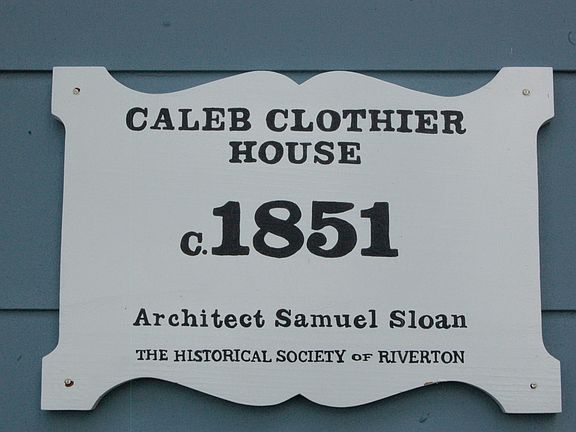 CALEB CLOTHIER
HOUSE
c.1851
Architect Samuel Sloan
THE HISTORICAL SOCIETY OF RIVERTON